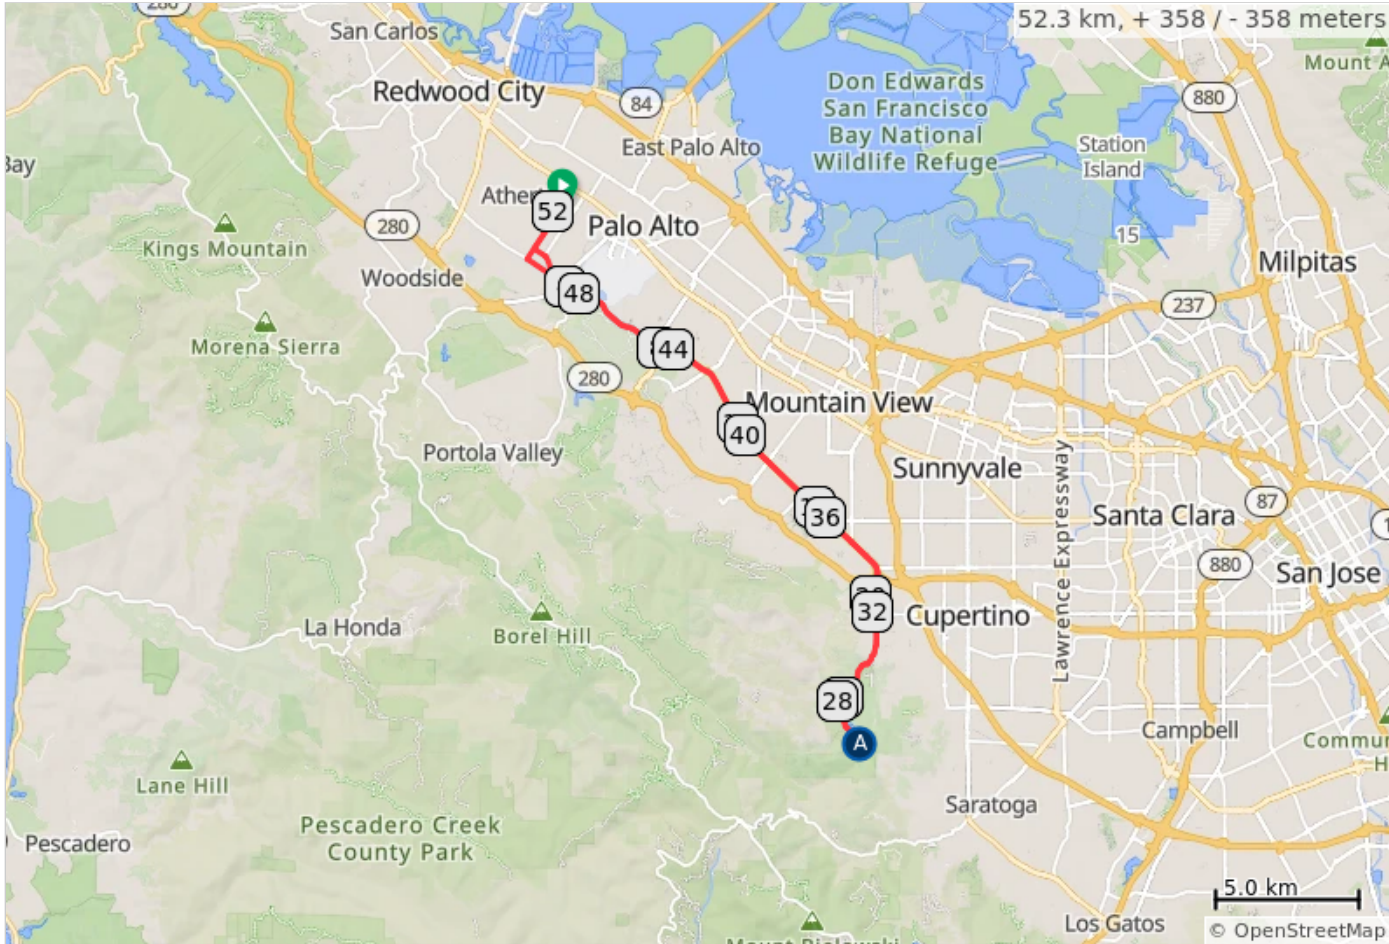 280
52.3 km, + 358 / - 358 meters
San Carlos
Redwood City
84
880
Don Edwards
San Francisco
Bay National
Wildlife Refuge
East Palo Alto
Station
Island
52
Palo Alto
280
Kings Mountain
15
Milpitas
Woodside
48
237
Morena Sierra
44
280
Mountain View
40
Portola Valley
Sunnyvale
87
Santa Clara
36
Lawrence Expressway
880
San Jose
32
Cupertino
La Honda
Borel Hill
28
A
Campbell
Lane Hill
Saratoga
Pescadero Creek
County Park
Pescadero
5.0 km
Los Gatos
© OpenStreetMap